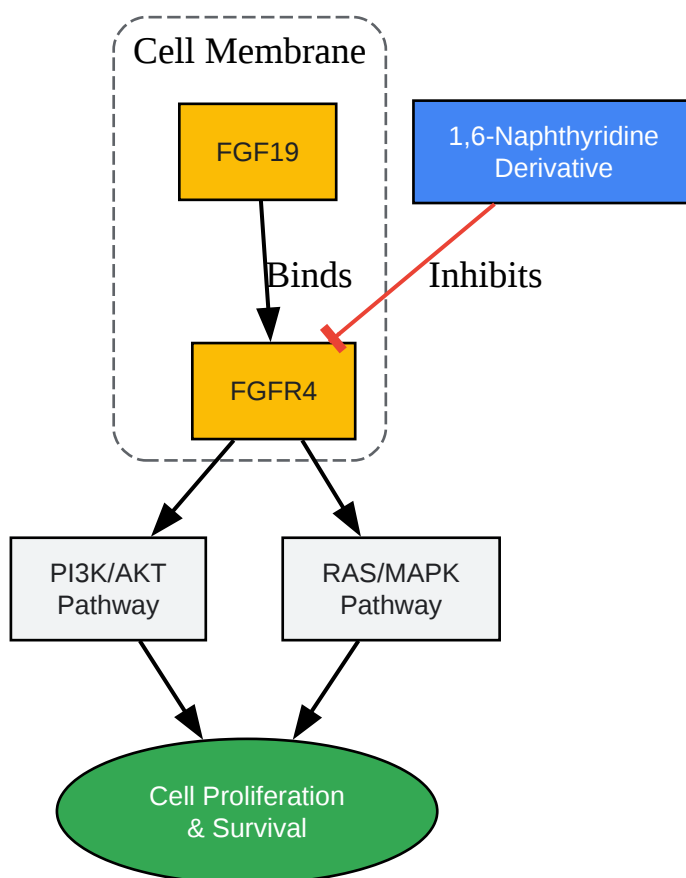 Cell Membrane
FGF19
1,6-Naphthyridine
Derivative
Binds
Inhibits
FGFR4
PI3K/AKT
Pathway
RAS/MAPK
Pathway
Cell Proliferation
& Survival